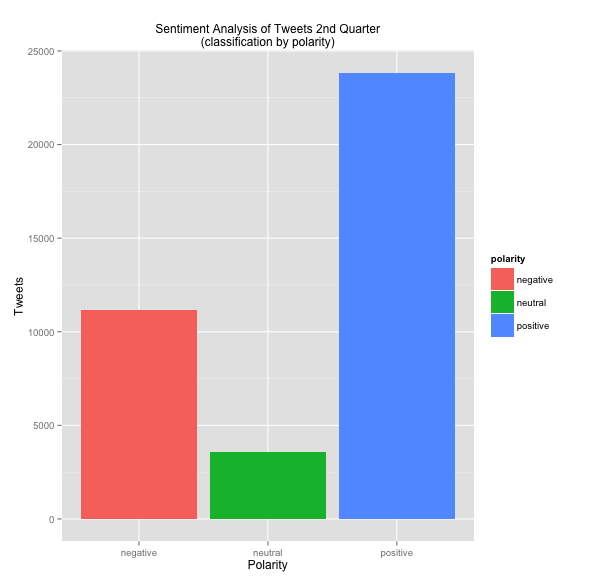 Sentiment Analysis of Tweets 2nd Quarter
(classification by polarity)
25000
20000
15000
10000
5000
0
Tweets
negative
neutral
positive
Polarity
polarity
negative
neutral
positive